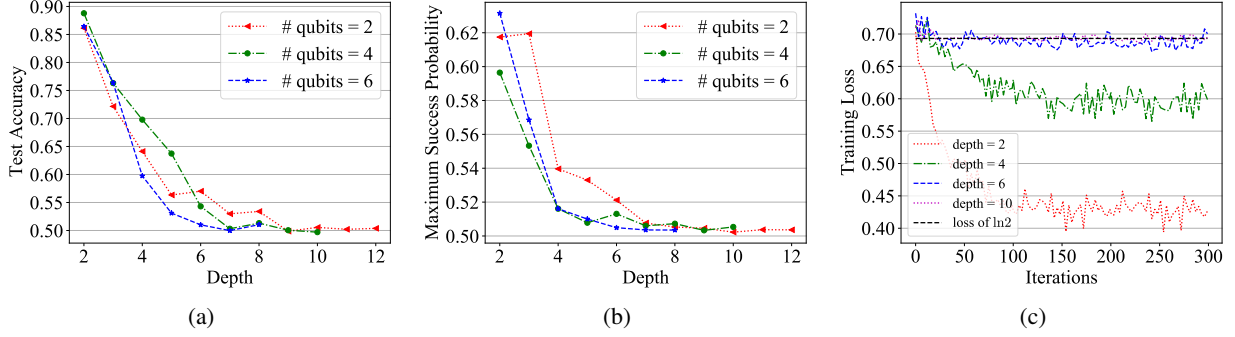 0.90
0.85
0.80
0.75
0.70
0.65
0.60
0.55
0.50
2 4 6 8 10 12
Test Accuracy
Depth
# qubits = 2
# qubits = 4
# qubits = 6
(a)
0.62
0.60
0.58
0.56
0.54
0.52
0.50
2 4 6 8 10 12
Maximum Success Probability
Depth
# qubits = 2
# qubits = 4
# qubits = 6
(b)
0.70
0.65
0.60
0.55
0.50
0.45
0.40
0 50 100 150 200 250 300
Training Loss
Iterations
depth = 2
depth = 4
depth = 6
depth = 10
loss of ln2
(c)